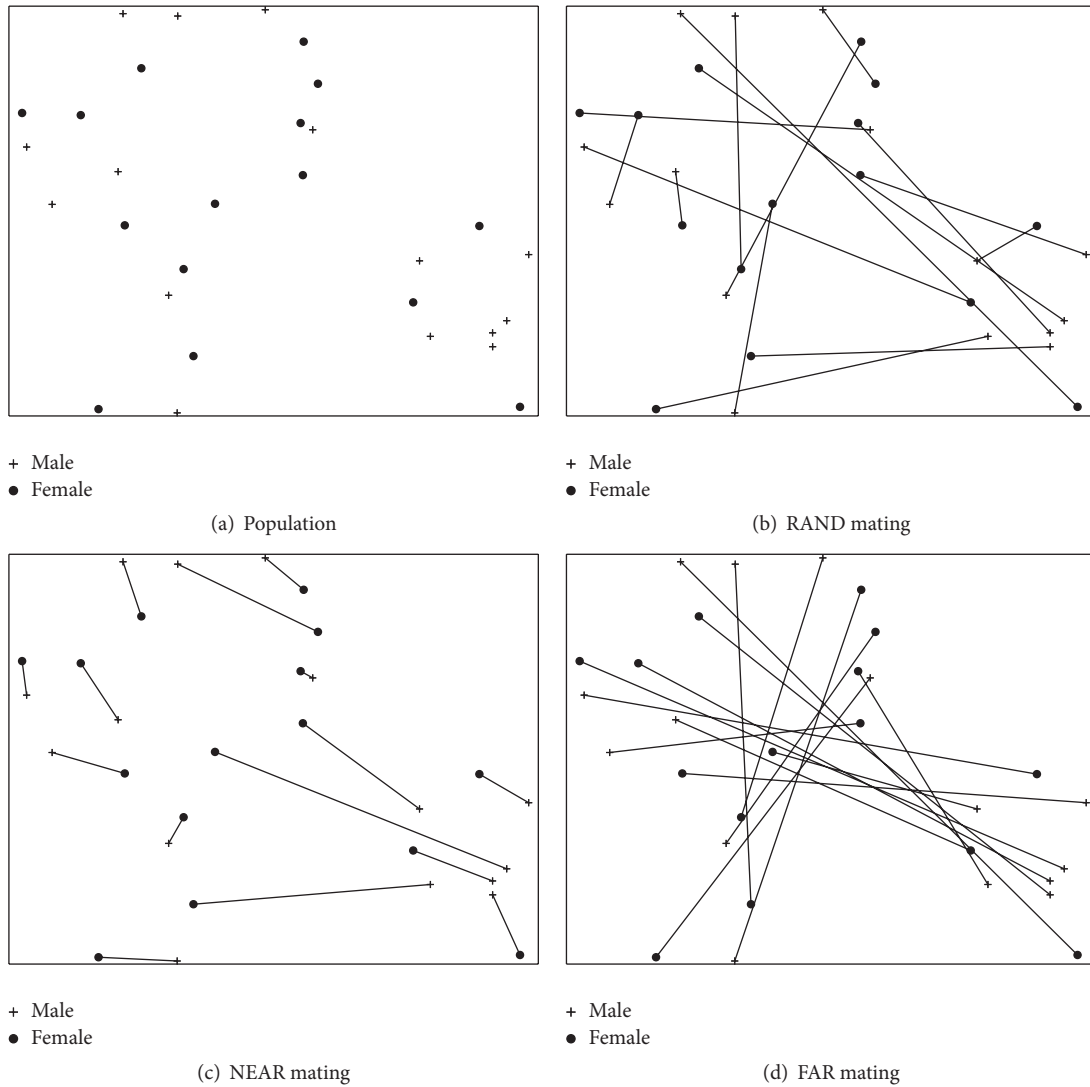 + Male
● Female
(a) Population
+ Male
● Female
(b) RAND mating
+ Male
● Female
(c) NEAR mating
+ Male
● Female
(d) FAR mating